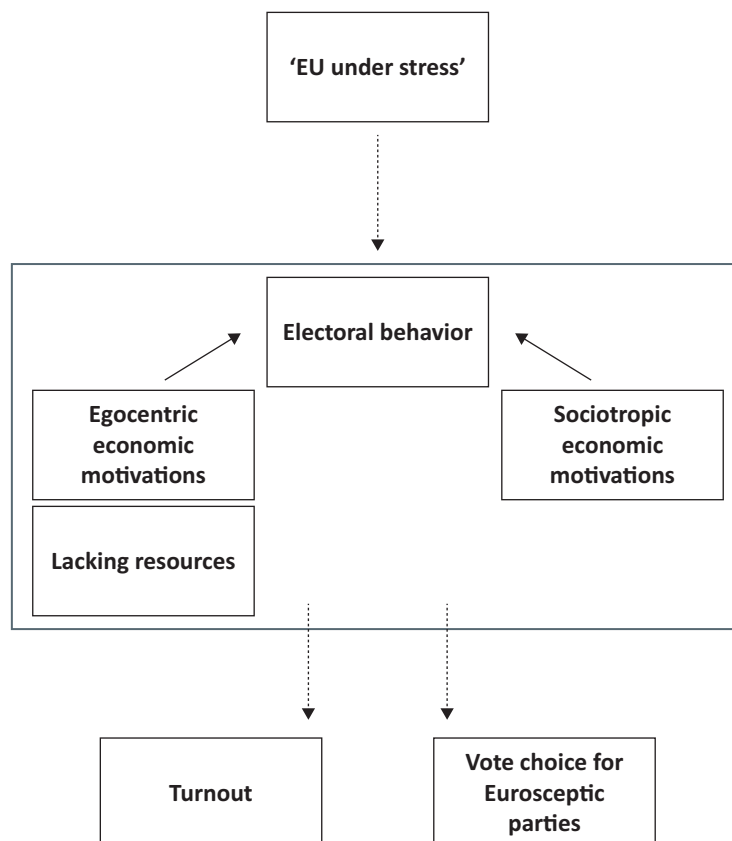 ‘EU under stress’
Electoral behavior
Egocentric
economic
motivations
Sociotropic
economic
motivations
Lacking resources
Turnout
Vote choice for
Eurosceptic
parties